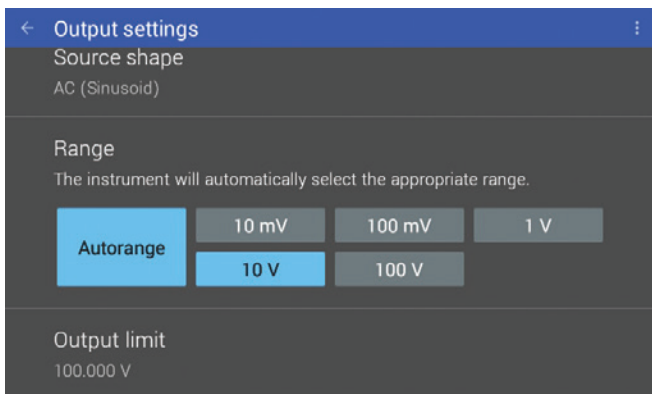 Output settings
Source shape
AC (Sinusoid)
Range
The instrument will automatically select the appropriate range.
Autorange
10 mV
100 mV
1 V
10 V
100 V
Output limit
100.000 V